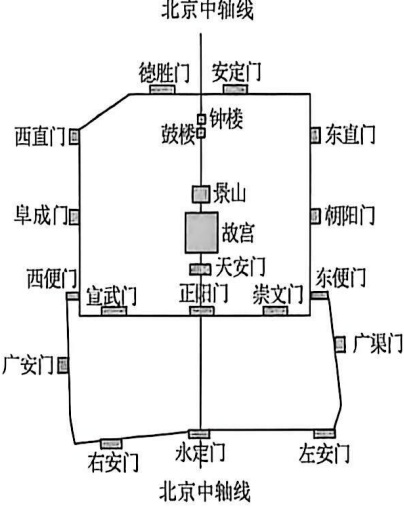 北京中轴线
德胜门 安定门
钟楼
鼓楼
西直门 东直门
景山
阜成门 朝阳门
故宫
天安门
西便门 东便门
宣武门 正阳门 崇文门
广安门 广渠门
右安门 永定门 左安门
北京中轴线